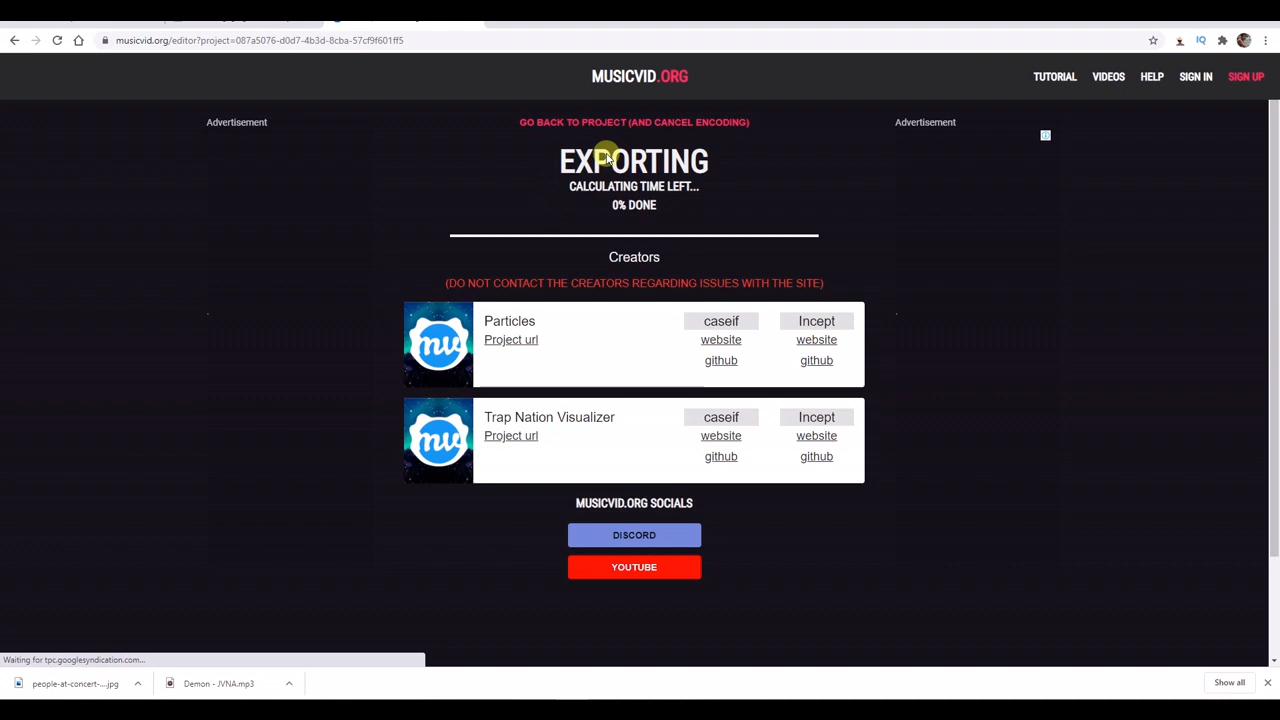 musicvid.org/editor?project=087a5076-d0d7-4b3d-8cba-57cf9f601ff5
IQ
MUSICVID.ORG
TUTORIAL VIDEOS HELP SIGN IN SIGN UP
Advertisement
GO BACK TO PROJECT (AND CANCEL ENCODING)
Advertisement
EXPORTING
CALCULATING TIME LEFT...
0% DONE
Creators
(DO NOT CONTACT THE CREATORS REGARDING ISSUES WITH THE SITE)
nv
Particles caseif Incept
Project url website website
github github
nv
Trap Nation Visualizer caseif Incept
Project url website website
github github
MUSICVID.ORG SOCIALS
DISCORD
YOUTUBE
Waiting for tpc.googlesyndication.com...
people-at-concert-....jpg Demon - JVNA.mp3 Show all